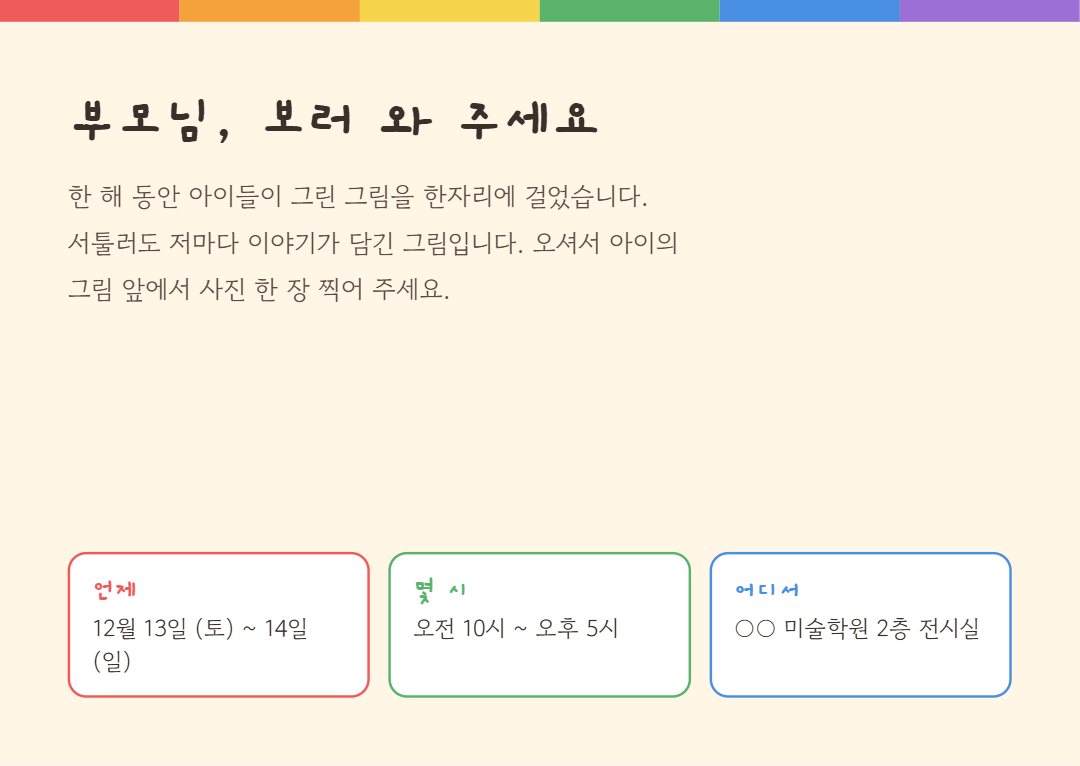 부모님, 보러 와 주세요
한 해 동안 아이들이 그린 그림을 한자리에 걸었습니다.
서툴러도 저마다 이야기가 담긴 그림입니다. 오셔서 아이의
그림 앞에서 사진 한 장 찍어 주세요.
언제
12월 13일 (토) ~ 14일
(일)
몇 시
오전 10시 ~ 오후 5시
어디서
○○ 미술학원 2층 전시실